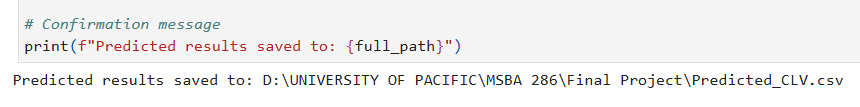 # Confirmation message
print(f"Predicted results saved to: {full_path}")
Predicted results saved to: D:\UNIVERSITY OF PACIFIC\MSBA 286\Final Project\Predicted_CLV.csv